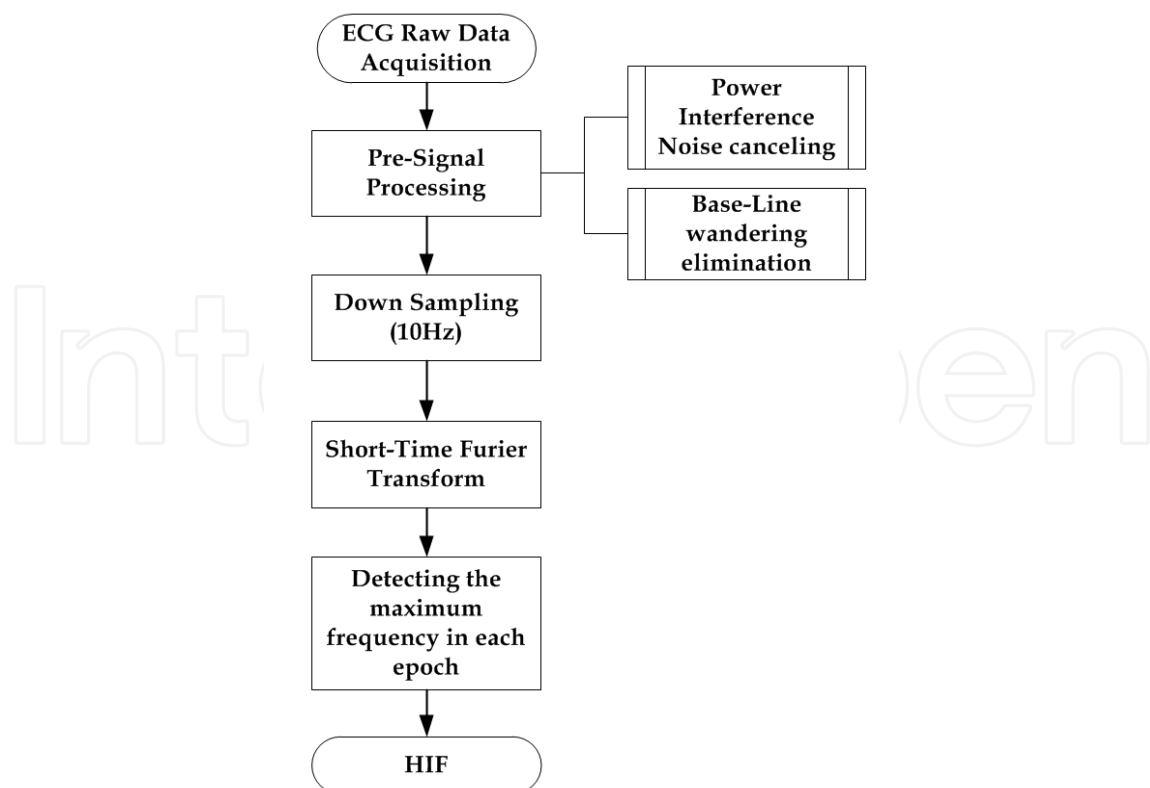 ECG Raw Data
Acquisition
Pre-Signal
Processing
Power
Interference
Noise canceling
Base-Line
wandering
elimination
Down Sampling
(10Hz)
Short-Time Furier
Transform
Detecting the
maximum
frequency in each
epoch
HIF